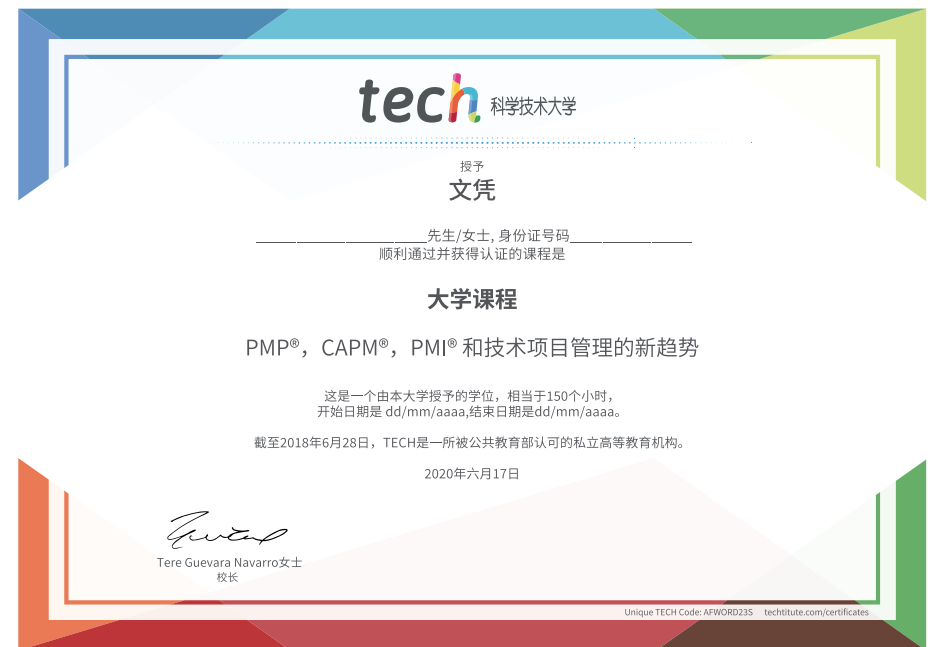 tech 科学技术大学
授予
文凭
先生/女士, 身份证号码
顺利通过并获得认证的课程是
大学课程
PMP®，CAPM®，PMI® 和技术项目管理的新趋势
这是一个由本大学授予的学位，相当于150个小时，
开始日期是 dd/mm/aaaa,结束日期是dd/mm/aaaa。
截至2018年6月28日，TECH是一所被公共教育部认可的私立高等教育机构。
2020年六月17日
Tere Guevara Navarro女士
校长
Unique TECH Code: AFWORD23S techtitute.com/certificates